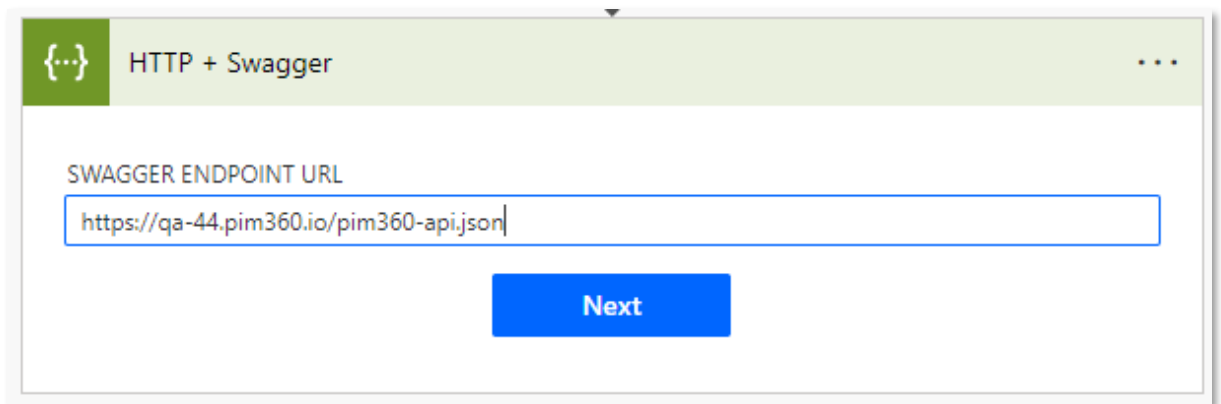 HTTP + Swagger
SWAGGER ENDPOINT URL
https://qa-44.pim360.io/pim360-api.json
Next